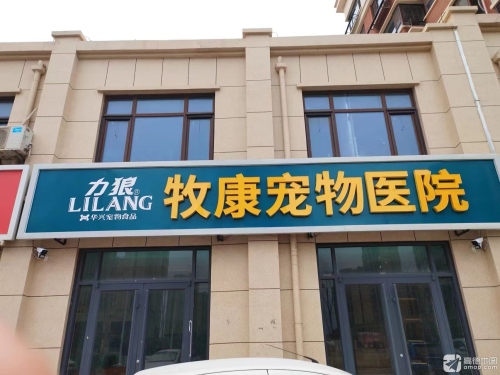 力狼®
LILANG
华兴宠物食品
牧康宠物医院
高德地图
amap.com